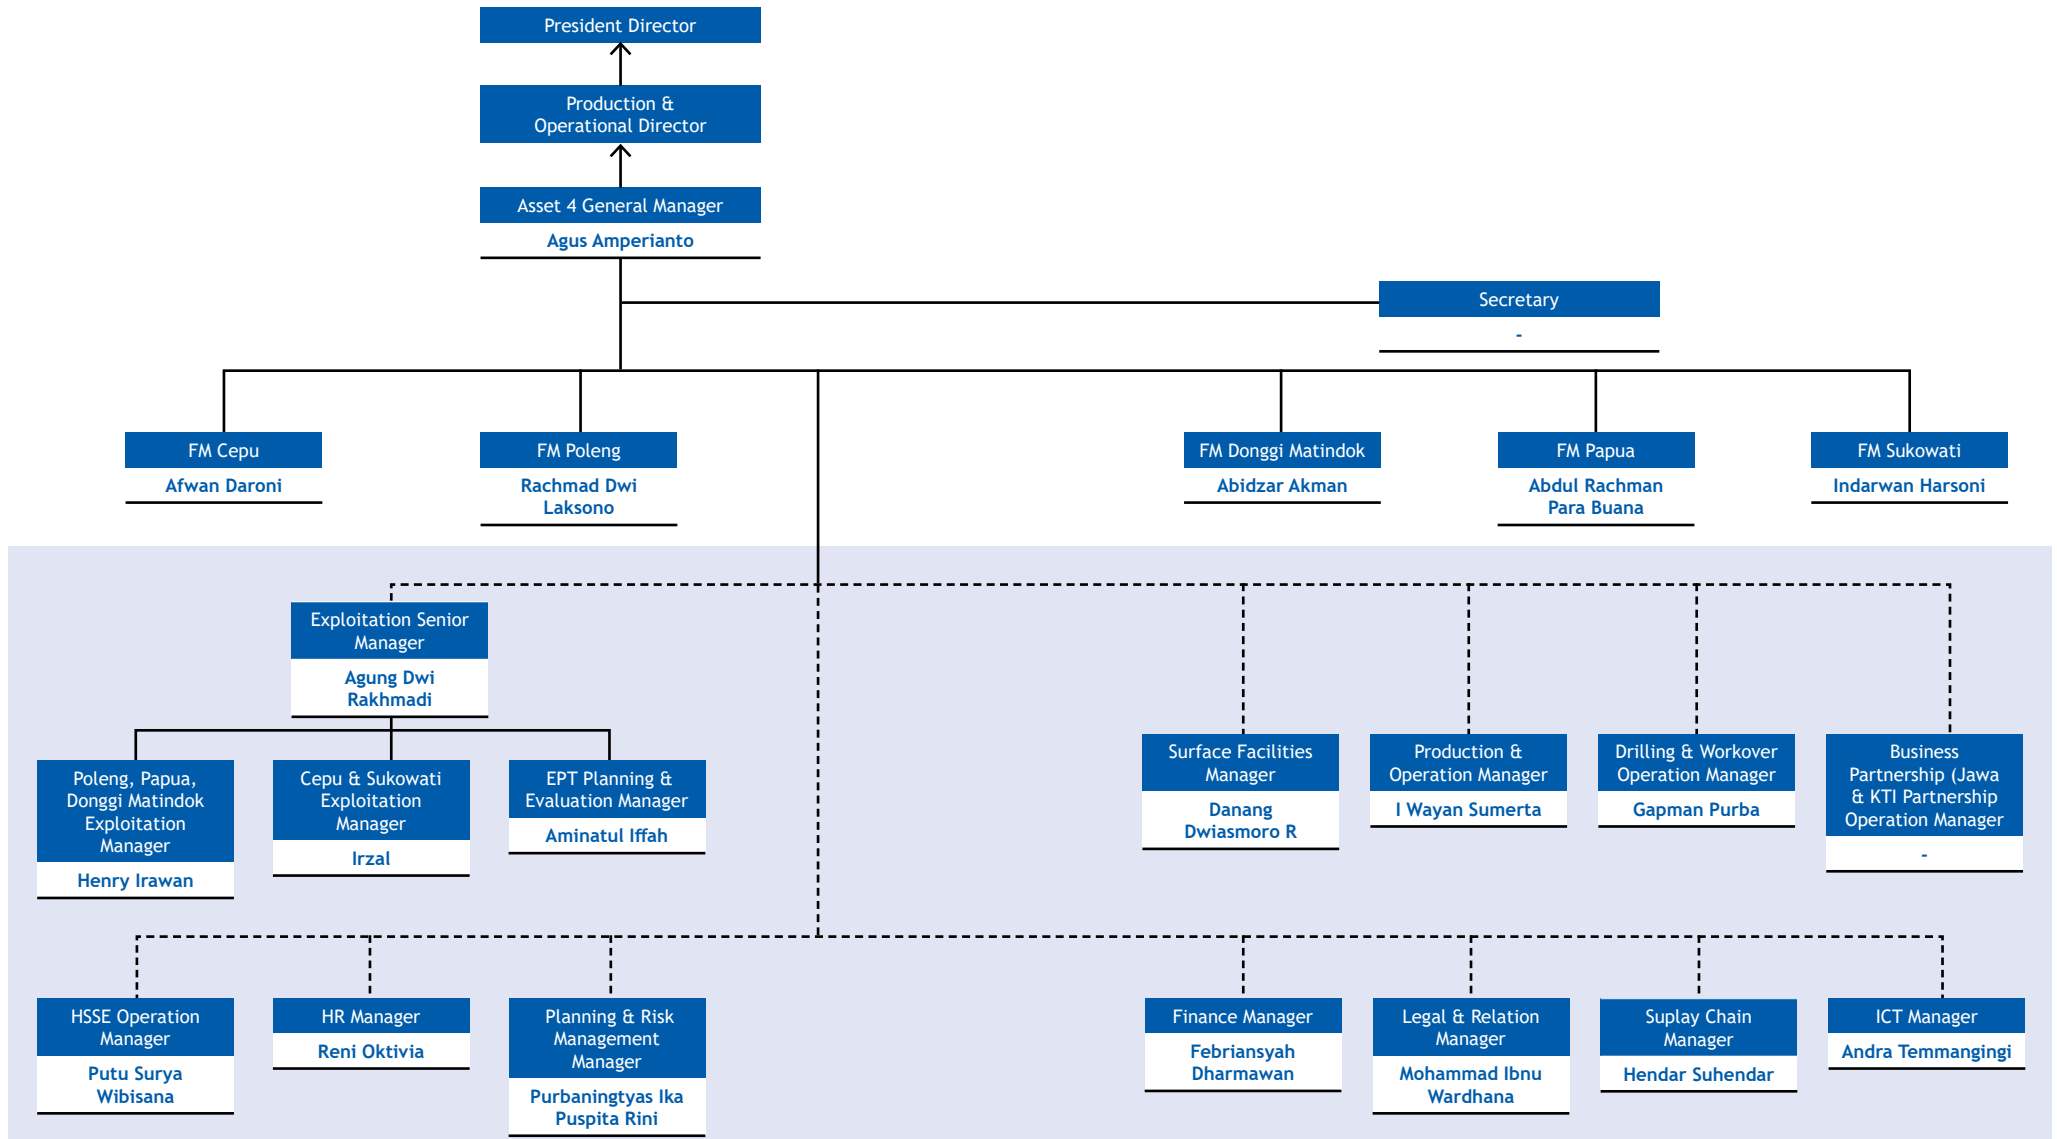 President Director
Production &
Operational Director
Asset 4 General Manager
Agus Amperianto
Secretary
-
FM Cepu
Afwan Daroni
FM Poleng
Rachmad Dwi
Laksono
FM Donggi Matindok
Abidzar Akman
FM Papua
Abdul Rachman
Para Buana
FM Sukowati
Indarwan Harsoni
Exploitation Senior
Manager
Agung Dwi
Rakhmadi
Poleng, Papua,
Donggi Matindok
Exploitation
Manager
Henry Irawan
Cepu & Sukowati
Exploitation
Manager
Irzal
EPT Planning &
Evaluation Manager
Aminatul Iffah
Surface Facilities
Manager
Danang
Dwiasmoro R
Production &
Operation Manager
I Wayan Sumerta
Drilling & Workover
Operation Manager
Gapman Purba
Business
Partnership (Jawa
& KTI Partnership
Operation Manager
-
HSSE Operation
Manager
Putu Surya
Wibisana
HR Manager
Reni Oktivia
Planning & Risk
Management
Manager
Purbaningtyas Ika
Puspita Rini
Finance Manager
Febriansyah
Dharmawan
Legal & Relation
Manager
Mohammad Ibnu
Wardhana
Suplay Chain
Manager
Hendar Suhendar
ICT Manager
Andra Temmangingi